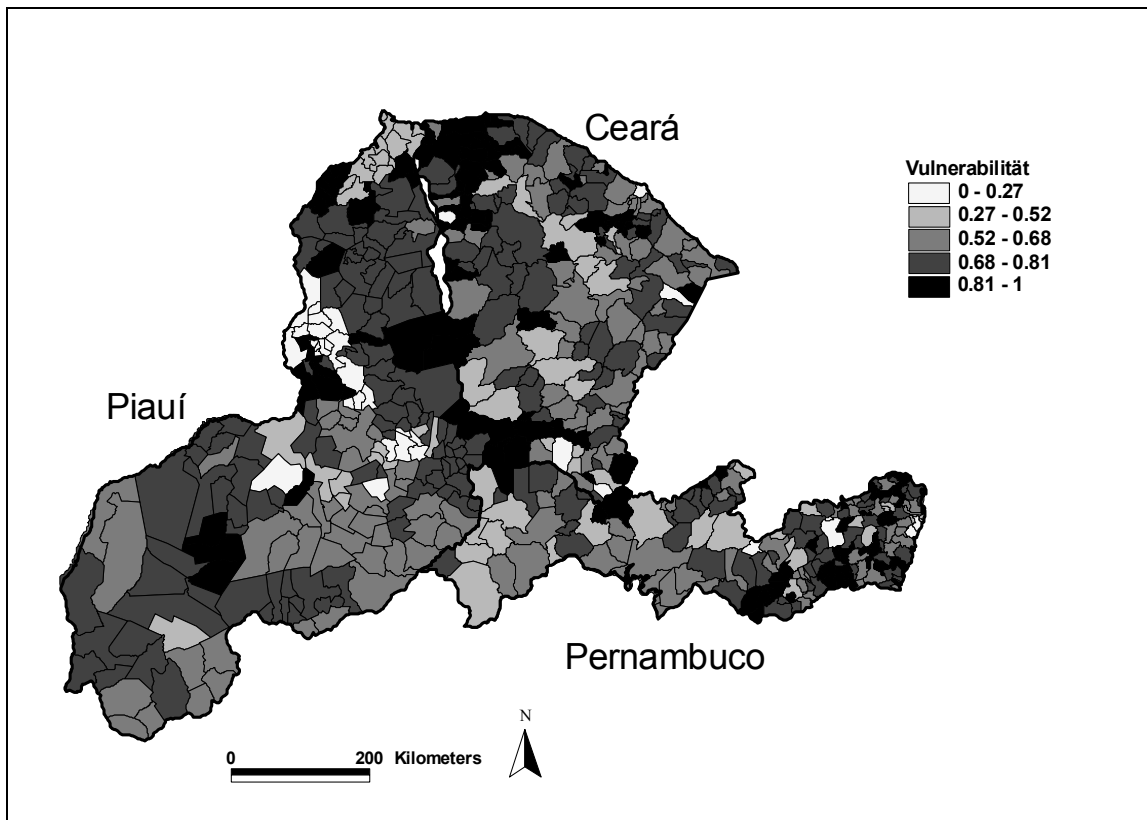 Ceará
Vulnerabilität
0 - 0.27
0.27 - 0.52
0.52 - 0.68
0.68 - 0.81
0.81 - 1
Piauí
Pernambuco
N
0 200 Kilometers